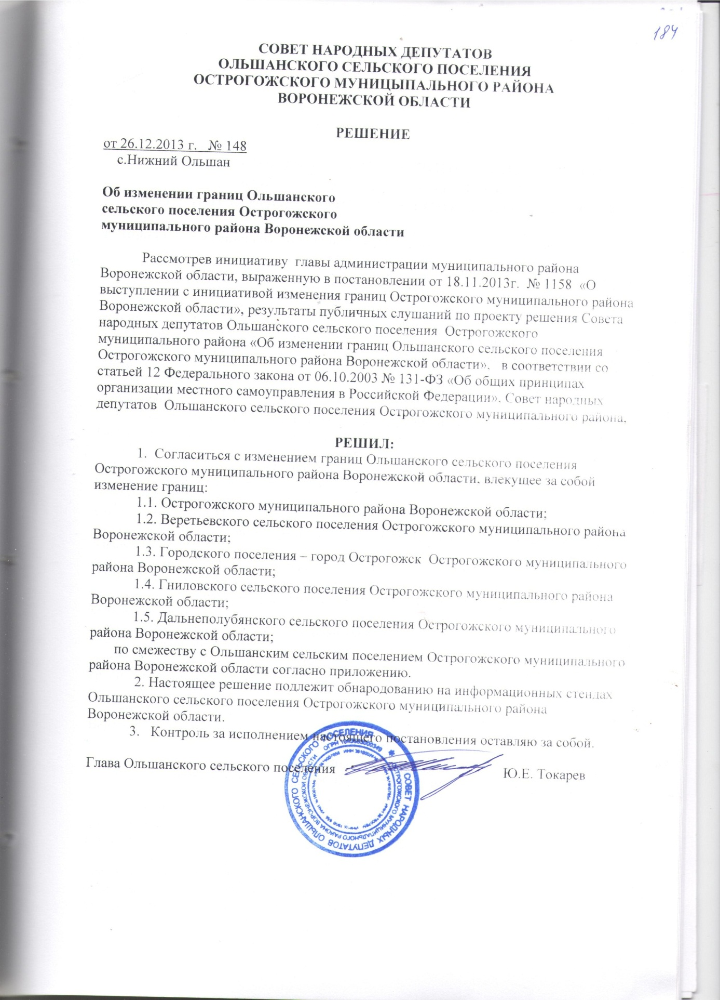 184
СОВЕТ НАРОДНЫХ ДЕПУТАТОВ
ОЛЬШАНСКОГО СЕЛЬСКОГО ПОСЕЛЕНИЯ
ОСТРОГОЖСКОГО МУНИЦЫПАЛЬНОГО РАЙОНА
ВОРОНЕЖСКОЙ ОБЛАСТИ
РЕШЕНИЕ
от 26.12.2013 г.   № 148
с.Нижний Ольшан
Об изменении границ Ольшанского
сельского поселения Острогожского
муниципального района Воронежской области
Рассмотрев инициативу  главы администрации муниципального района
Воронежской области, выраженную в постановлении от 18.11.2013г.  № 1158  «О
выступлении с инициативой изменения границ Острогожского муниципального района
Воронежской области», результаты публичных слушаний по проекту решения Совета
народных депутатов Ольшанского сельского поселения  Острогожского
муниципального района «Об изменении границ Ольшанского сельского поселения
Острогожского муниципального района Воронежской области»,   в соответствии со
статьей 12 Федерального закона от 06.10.2003 № 131-ФЗ «Об общих принципах
организации местного самоуправления в Российской Федерации», Совет народных
депутатов  Ольшанского сельского поселения Острогожского муниципального района,
РЕШИЛ:
1.  Согласиться с изменением границ Ольшанского сельского поселения
Острогожского муниципального района Воронежской области, влекущее за собой
изменение границ:
1.1. Острогожского муниципального района Воронежской области;
1.2. Веретьевского сельского поселения Острогожского муниципального района
Воронежской области;
1.3. Городского поселения – город Острогожск  Острогожского муниципального
района Воронежской области;
1.4. Гниловского сельского поселения Острогожского муниципального района
Воронежской области;
1.5. Дальнеполубянского сельского поселения Острогожского муниципального
района Воронежской области;
по смежеству с Ольшанским сельским поселением Острогожского муниципального
района Воронежской области согласно приложению.
2. Настоящее решение подлежит обнародованию на информационных стендах
Ольшанского сельского поселения Острогожского муниципального района
Воронежской области.
3.   Контроль за исполнением настоящего постановления оставляю за собой.
Глава Ольшанского сельского поселения
Ю.Е. Токарев
СОВЕТ НАРОДНЫХ ДЕПУТАТОВ ОЛЬШАНСКОГО СЕЛЬСКОГО ПОСЕЛЕНИЯ
ОСТРОГОЖСКОГО МУНИЦИПАЛЬНОГО РАЙОНА ВОРОНЕЖСКОЙ ОБЛАСТИ ОГРН